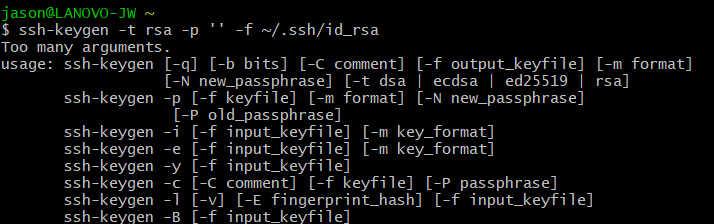 jason@LANOVO-JW ~
$ ssh-keygen -t rsa -p '' -f ~/.ssh/id_rsa
Too many arguments.
usage: ssh-keygen [-q] [-b bits] [-C comment] [-f output_keyfile] [-m format]
[-N new_passphrase] [-t dsa | ecdsa | ed25519 | rsa]
ssh-keygen -p [-f keyfile] [-m format] [-N new_passphrase]
[-P old_passphrase]
ssh-keygen -i [-f input_keyfile] [-m key_format]
ssh-keygen -e [-f input_keyfile] [-m key_format]
ssh-keygen -y [-f input_keyfile]
ssh-keygen -c [-C comment] [-f keyfile] [-P passphrase]
ssh-keygen -l [-v] [-E fingerprint_hash] [-f input_keyfile]
ssh-keygen -B [-f input_keyfile]